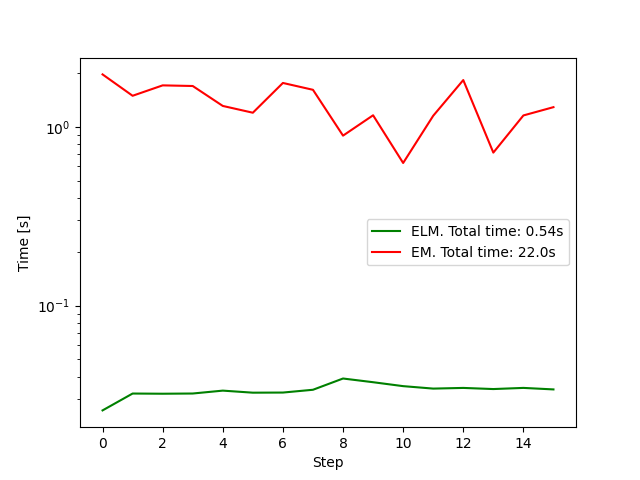 Time [s]
10^0
10^-1
ELM. Total time: 0.54s
EM. Total time: 22.0s
0 2 4 6 8 10 12 14
Step